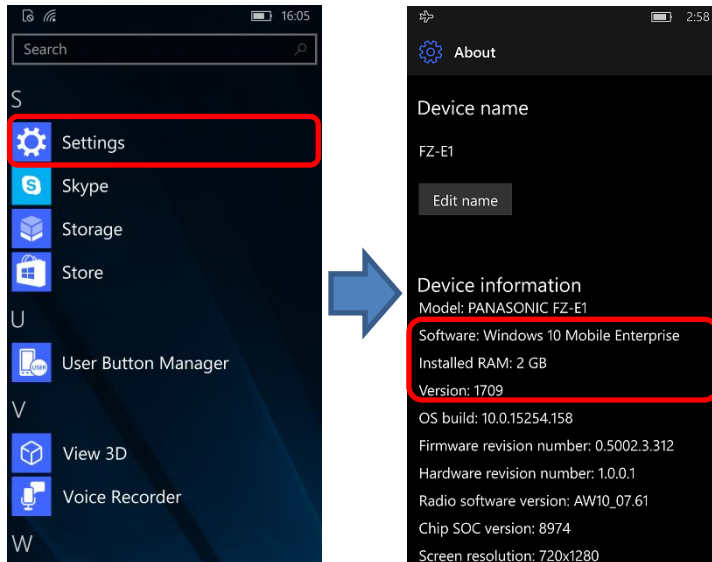 16:05
Search
S
Settings
Skype
Storage
Store
U
USER
User Button Manager
V
View 3D
Voice Recorder
W
2:58
About
Device name
FZ-E1
Edit name
Device information
Model: PANASONIC FZ-E1
Software: Windows 10 Mobile Enterprise
Installed RAM: 2 GB
Version: 1709
OS build: 10.0.15254.158
Firmware revision number: 0.5002.3.312
Hardware revision number: 1.0.0.1
Radio software version: AW10_07.61
Chip SOC version: 8974
Screen resolution: 720x1280